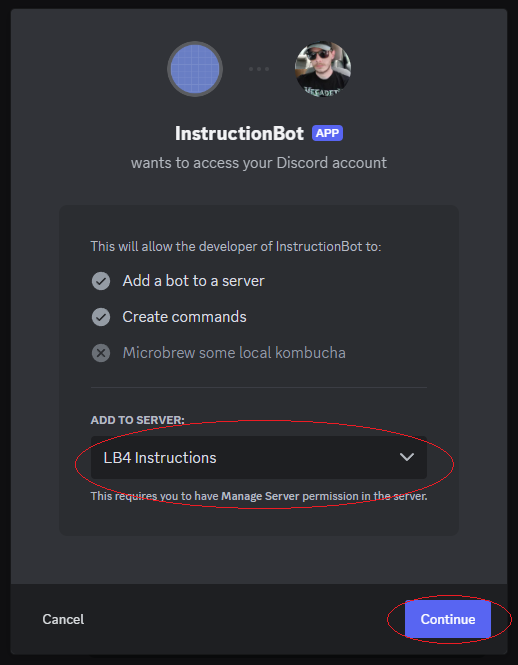 InstructionBot APP
wants to access your Discord account
This will allow the developer of InstructionBot to:
Add a bot to a server
Create commands
Microbrew some local kombucha
ADD TO SERVER:
LB4 Instructions
This requires you to have Manage Server permission in the server.
Cancel
Continue